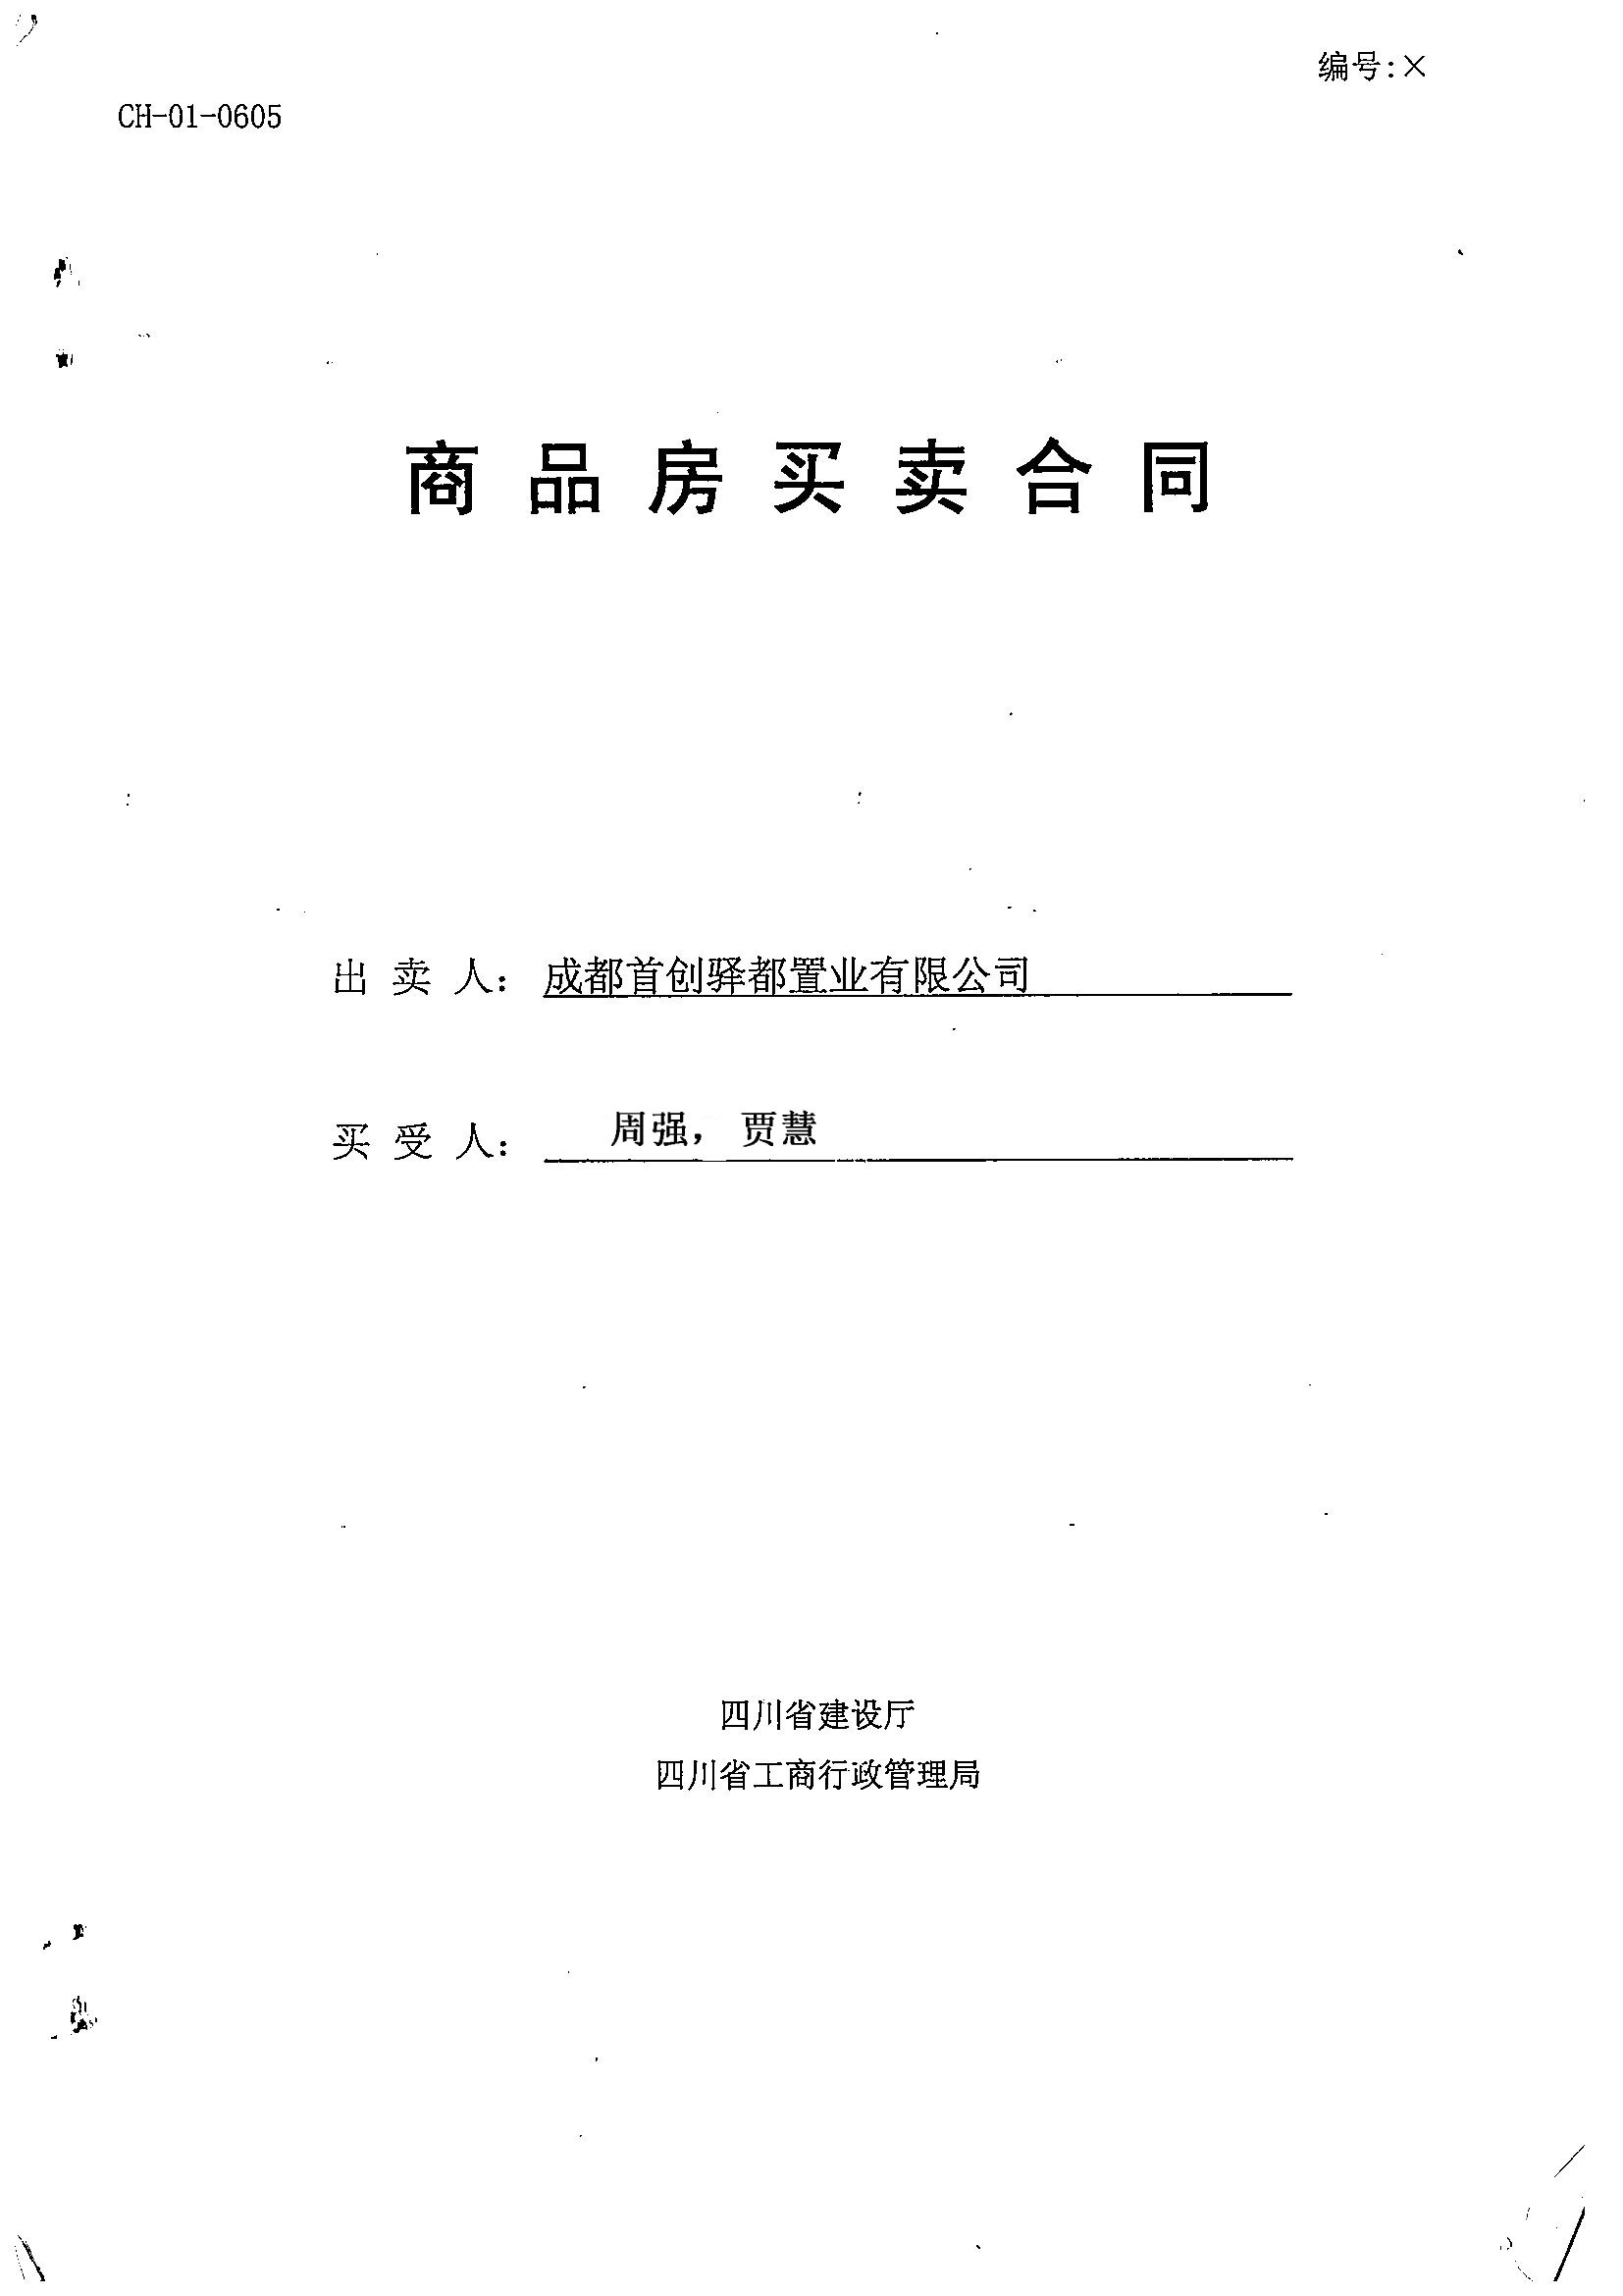 编号:×
CH-01-0605
商品房买卖合同
出卖人：成都首创驿都置业有限公司
买受人：周强，贾慧
四川省建设厅
四川省工商行政管理局